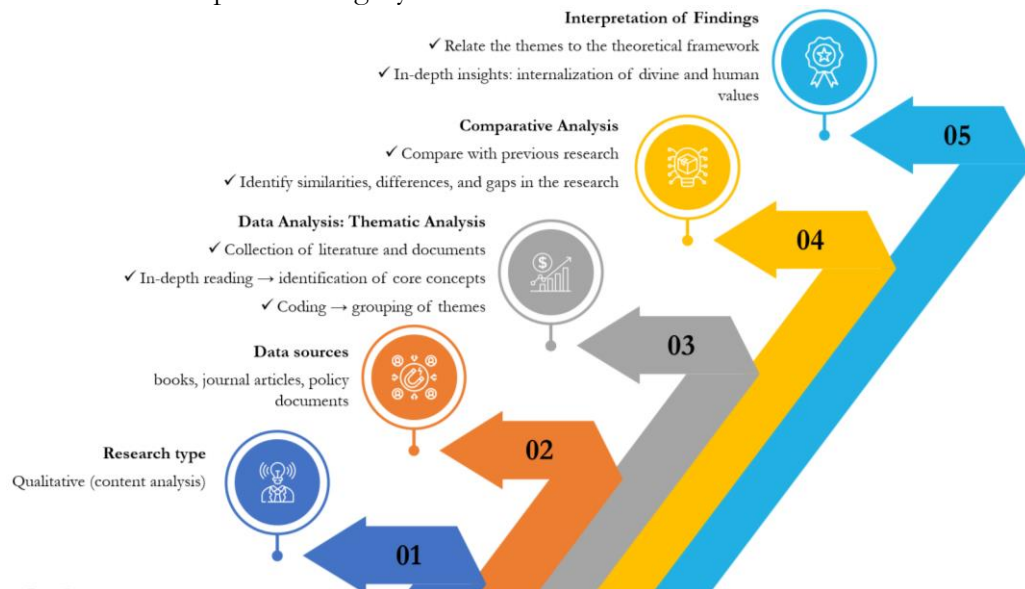 Interpretation of Findings
✓ Relate the themes to the theoretical framework
✓ In-depth insights: internalization of divine and human
values
05
Comparative Analysis
✓ Compare with previous research
✓ Identify similarities, differences, and gaps in the research
04
Data Analysis: Thematic Analysis
✓ Collection of literature and documents
✓ In-depth reading → identification of core concepts
✓ Coding → grouping of themes
$
03
Data sources
books, journal articles, policy
documents
02
Research type
Qualitative (content analysis)
01